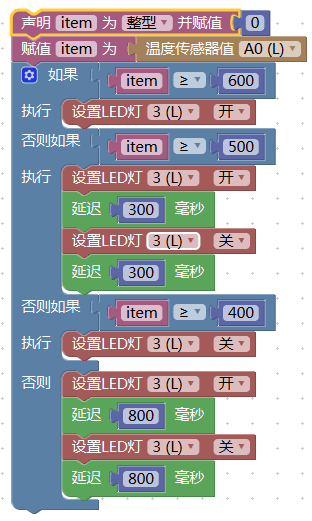 声明 item 为 整型 并赋值 0
赋值 item 为 温度传感器值 A0 (L)
如果 item ≥ 600
执行 设置LED灯 3 (L) 开
否则如果 item ≥ 500
执行 设置LED灯 3 (L) 开
延迟 300 毫秒
设置LED灯 3 (L) 关
延迟 300 毫秒
否则如果 item ≥ 400
执行 设置LED灯 3 (L) 关
否则 设置LED灯 3 (L) 开
延迟 800 毫秒
设置LED灯 3 (L) 关
延迟 800 毫秒